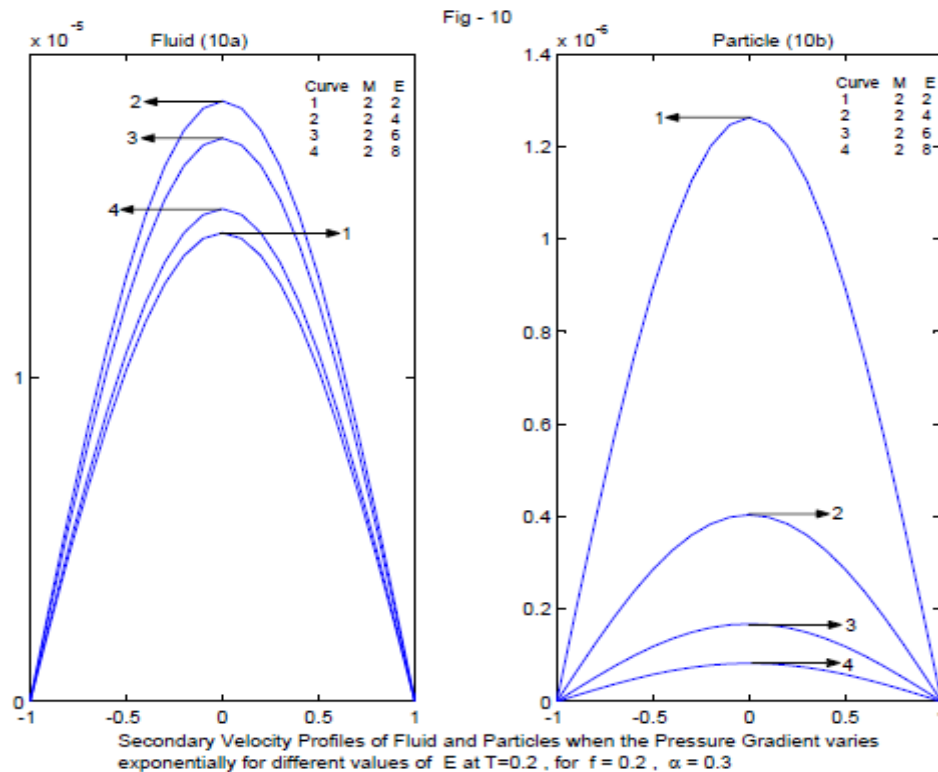 Fig - 10
x 10⁻⁵
Fluid (10a)
Curve M E
1 2 2
2 2 4
3 2 6
4 2 8
2
3
4
1
1
0
-1 -0.5 0 0.5 1
x 10⁻⁶
Particle (10b)
1.4
Curve M E
1 2 2
2 2 4
3 2 6
4 2 8
1
1.2
1
0.8
0.6
0.4
2
0.2
3
4
0
-1 -0.5 0 0.5 1
Secondary Velocity Profiles of Fluid and Particles when the Pressure Gradient varies
exponentially for different values of E at T=0.2 , for f = 0.2 , α = 0.3